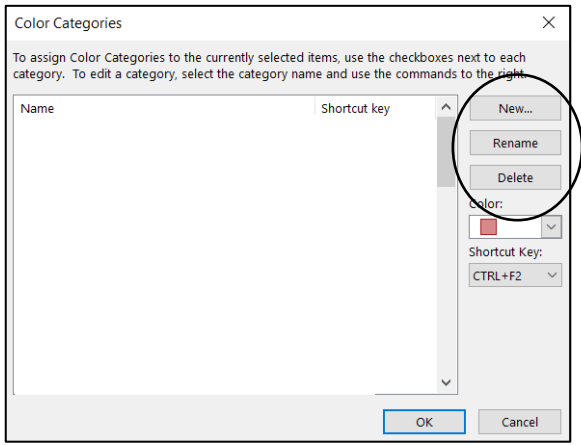 Color Categories
To assign Color Categories to the currently selected items, use the checkboxes next to each
category.  To edit a category, select the category name and use the commands to the right.
Name Shortcut key
New...
Rename
Delete
Color:
Shortcut Key:
CTRL+F2
OK Cancel